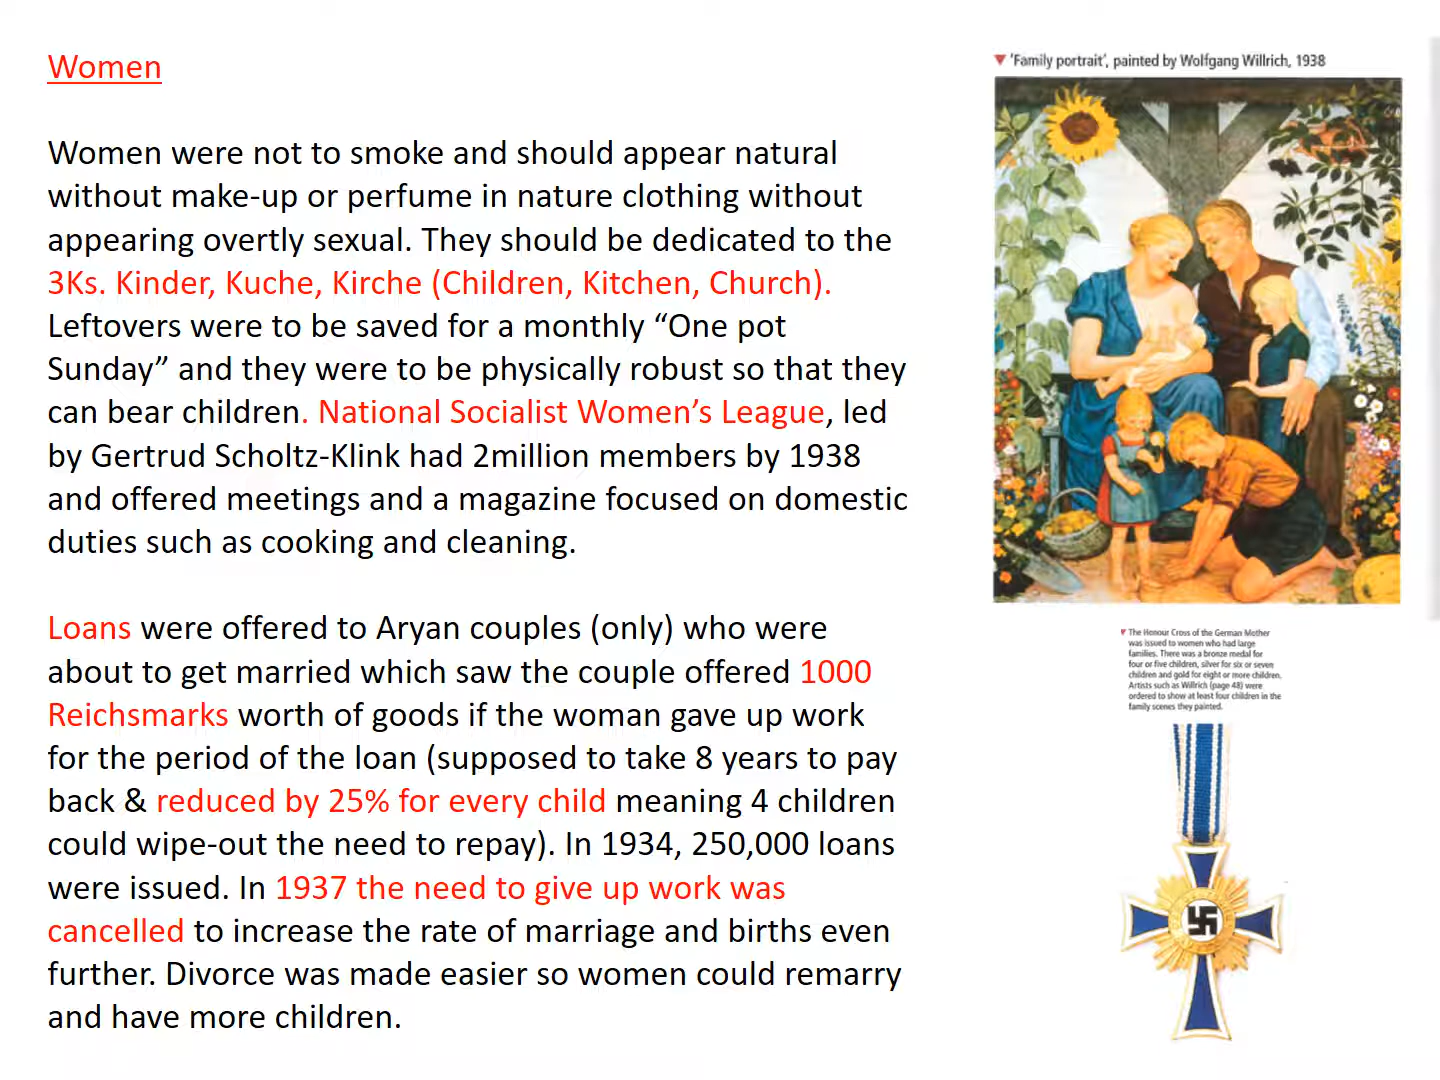 Women
Women were not to smoke and should appear natural
without make-up or perfume in nature clothing without
appearing overtly sexual. They should be dedicated to the
3Ks. Kinder, Kuche, Kirche (Children, Kitchen, Church).
Leftovers were to be saved for a monthly “One pot
Sunday” and they were to be physically robust so that they
can bear children. National Socialist Women’s League, led
by Gertrud Scholtz-Klink had 2million members by 1938
and offered meetings and a magazine focused on domestic
duties such as cooking and cleaning.
Loans were offered to Aryan couples (only) who were
about to get married which saw the couple offered 1000
Reichsmarks worth of goods if the woman gave up work
for the period of the loan (supposed to take 8 years to pay
back & reduced by 25% for every child meaning 4 children
could wipe-out the need to repay). In 1934, 250,000 loans
were issued. In 1937 the need to give up work was
cancelled to increase the rate of marriage and births even
further. Divorce was made easier so women could remarry
and have more children.
▼ ‘Family portrait’, painted by Wolfgang Willrich, 1938
▼ The Honour Cross of the German Mother
was issued to women who had large
families. There was a bronze medal for
four or five children, silver for six or seven
children and gold for eight or more children.
Artists such as Willrich (page 48) were
ordered to show at least four children in the
family scenes they painted.